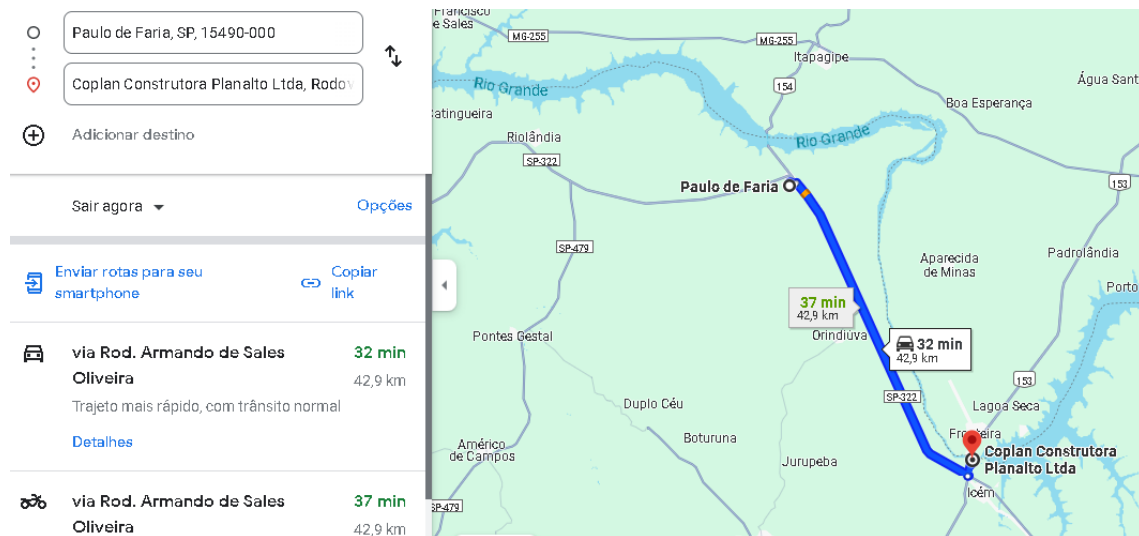 Paulo de Faria, SP, 15490-000
Coplan Construtora Planalto Ltda, Rodov
Adicionar destino
Sair agora
Opções
Enviar rotas para seu
smartphone
Copiar
link
via Rod. Armando de Sales
Oliveira
32 min
42,9 km
Trajeto mais rápido, com trânsito normal
Detalhes
via Rod. Armando de Sales
Oliveira
37 min
42,9 km
Francisco
e Sales
MG-255
MG-255
Itapagipe
154
Rio Grande
Água Sant
Boa Esperança
Riolândia
Rio Grande
SP-322
Paulo de Faria
153
SP-479
Aparecida
de Minas
Padrolândia
Porto
37 min
42,9 km
Orindiúva
32 min
42,9 km
Pontes Gestal
153
SP-322
Duplo Céu
Lagoa Seca
Américo
de Campos
Boturuna
Fronteira
Coplan Construtora
Planalto Ltda
Jurupeba
Icém
SP-479